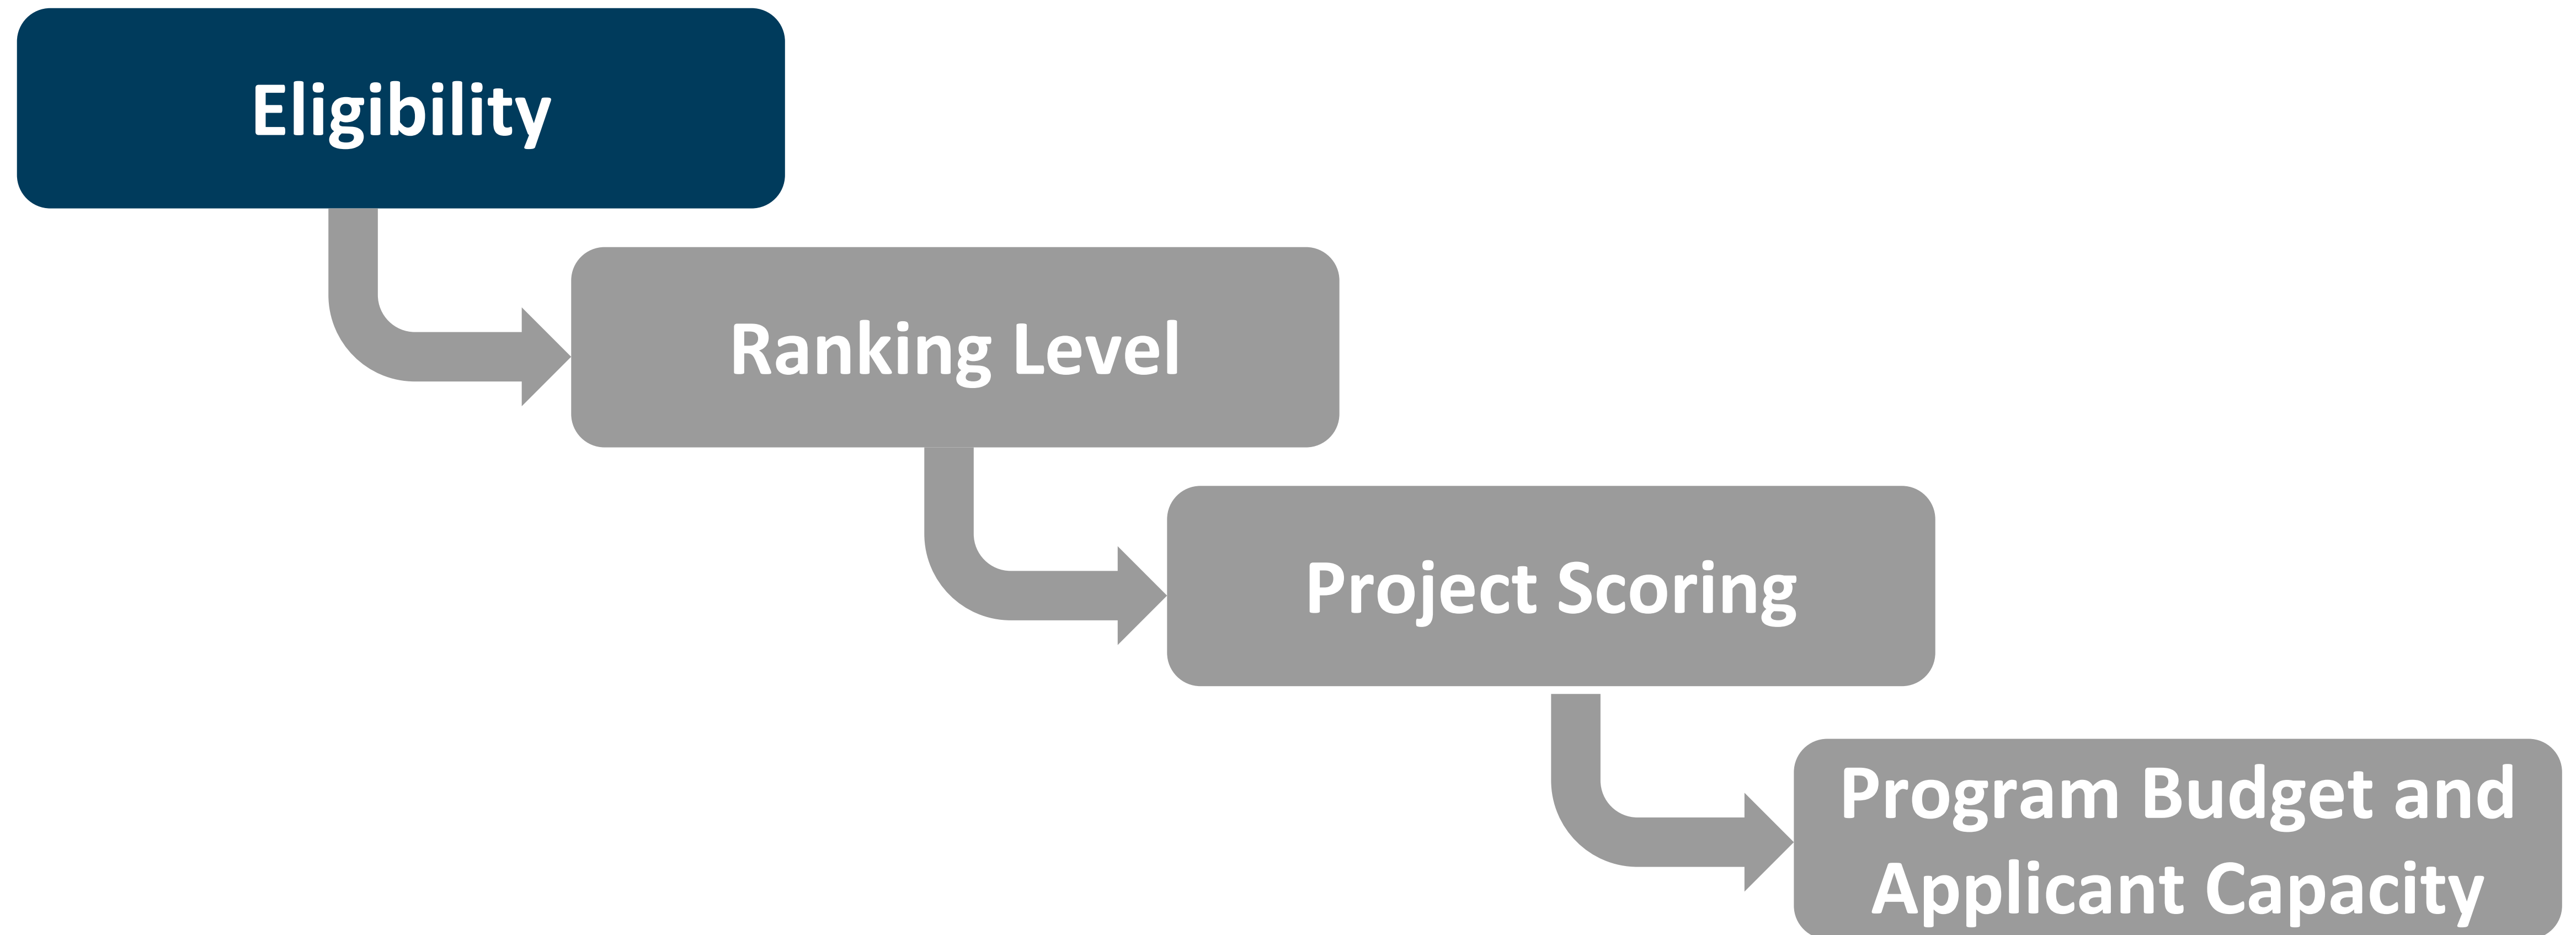 Eligibility
Ranking Level
Project Scoring
Program Budget and
Applicant Capacity